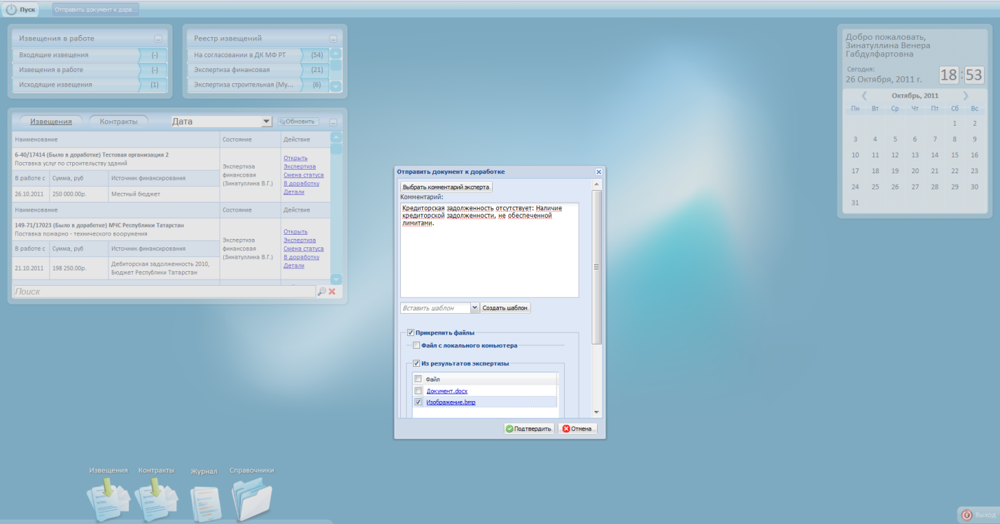 Пуск
Отправить документ к дора...
Извещения в работе
Входящие извещения (-)
Извещения в работе (-)
Исходящие извещения (1)
Реестр извещений
На согласовании в ДК МФ РТ (54)
Экспертиза финансовая (21)
Экспертиза строительная (Му... (6)
Извещения Контракты Дата Обновить
Наименование Состояние Действие
6-40/17414 (Было в доработке) Тестовая организация 2
Поставка услуг по строительству зданий
В работе с Сумма, руб Источник финансирования
26.10.2011 250 000.00р. Местный бюджет
Экспертиза
финансовая
(Зинатуллина В.Г.)
Открыть
Экспертиза
Смена статуса
В доработку
Детали
Наименование Состояние Действие
149-71/17023 (Было в доработке) МЧС Республики Татарстан
Поставка пожарно - технического вооружения
В работе с Сумма, руб Источник финансирования
21.10.2011 198 250.00р. Дебиторская задолженность 2010,
Бюджет Республики Татарстан
Экспертиза
финансовая
(Зинатуллина В.Г.)
Открыть
Экспертиза
Смена статуса
В доработку
Детали
Поиск
Отправить документ к доработке
Выбрать комментарий эксперта
Комментарий:
Кредиторская задолженность отсутствует: Наличие
кредиторской задолженности, не обеспеченной
лимитами.
Вставить шаблон Создать шаблон
Прикрепить файлы
Файл с локального комьютера
Из результатов экспертизы
Файл
Документ.docx
Изображение.bmp
Подтвердить Отмена
Добро пожаловать,
Зинатуллина Венера
Габдулфартовна
Сегодня:
26 Октября, 2011 г.
18:53
Октябрь, 2011
Пн Вт Ср Чт Пт Сб Вс
1 2
3 4 5 6 7 8 9
10 11 12 13 14 15 16
17 18 19 20 21 22 23
24 25 26 27 28 29 30
31
Извещения Контракты Журнал Справочники
Выход